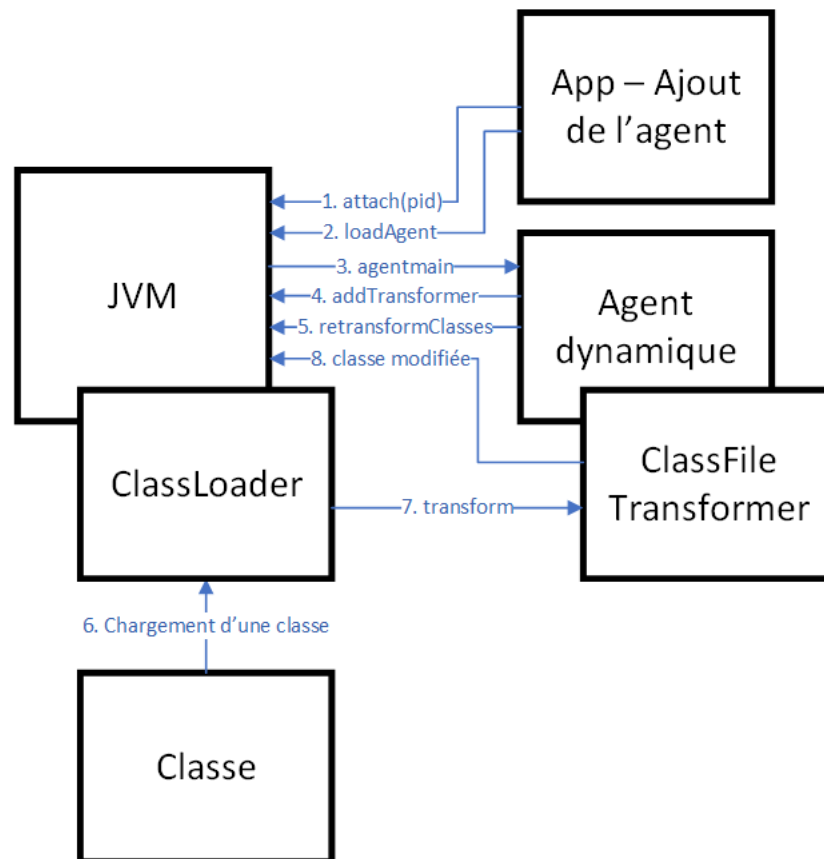 App – Ajout
de l'agent
1. attach(pid)
2. loadAgent
3. agentmain
4. addTransformer
5. retransformClasses
8. classe modifiée
JVM
Agent
dynamique
ClassLoader
ClassFile
Transformer
7. transform
6. Chargement d'une classe
Classe